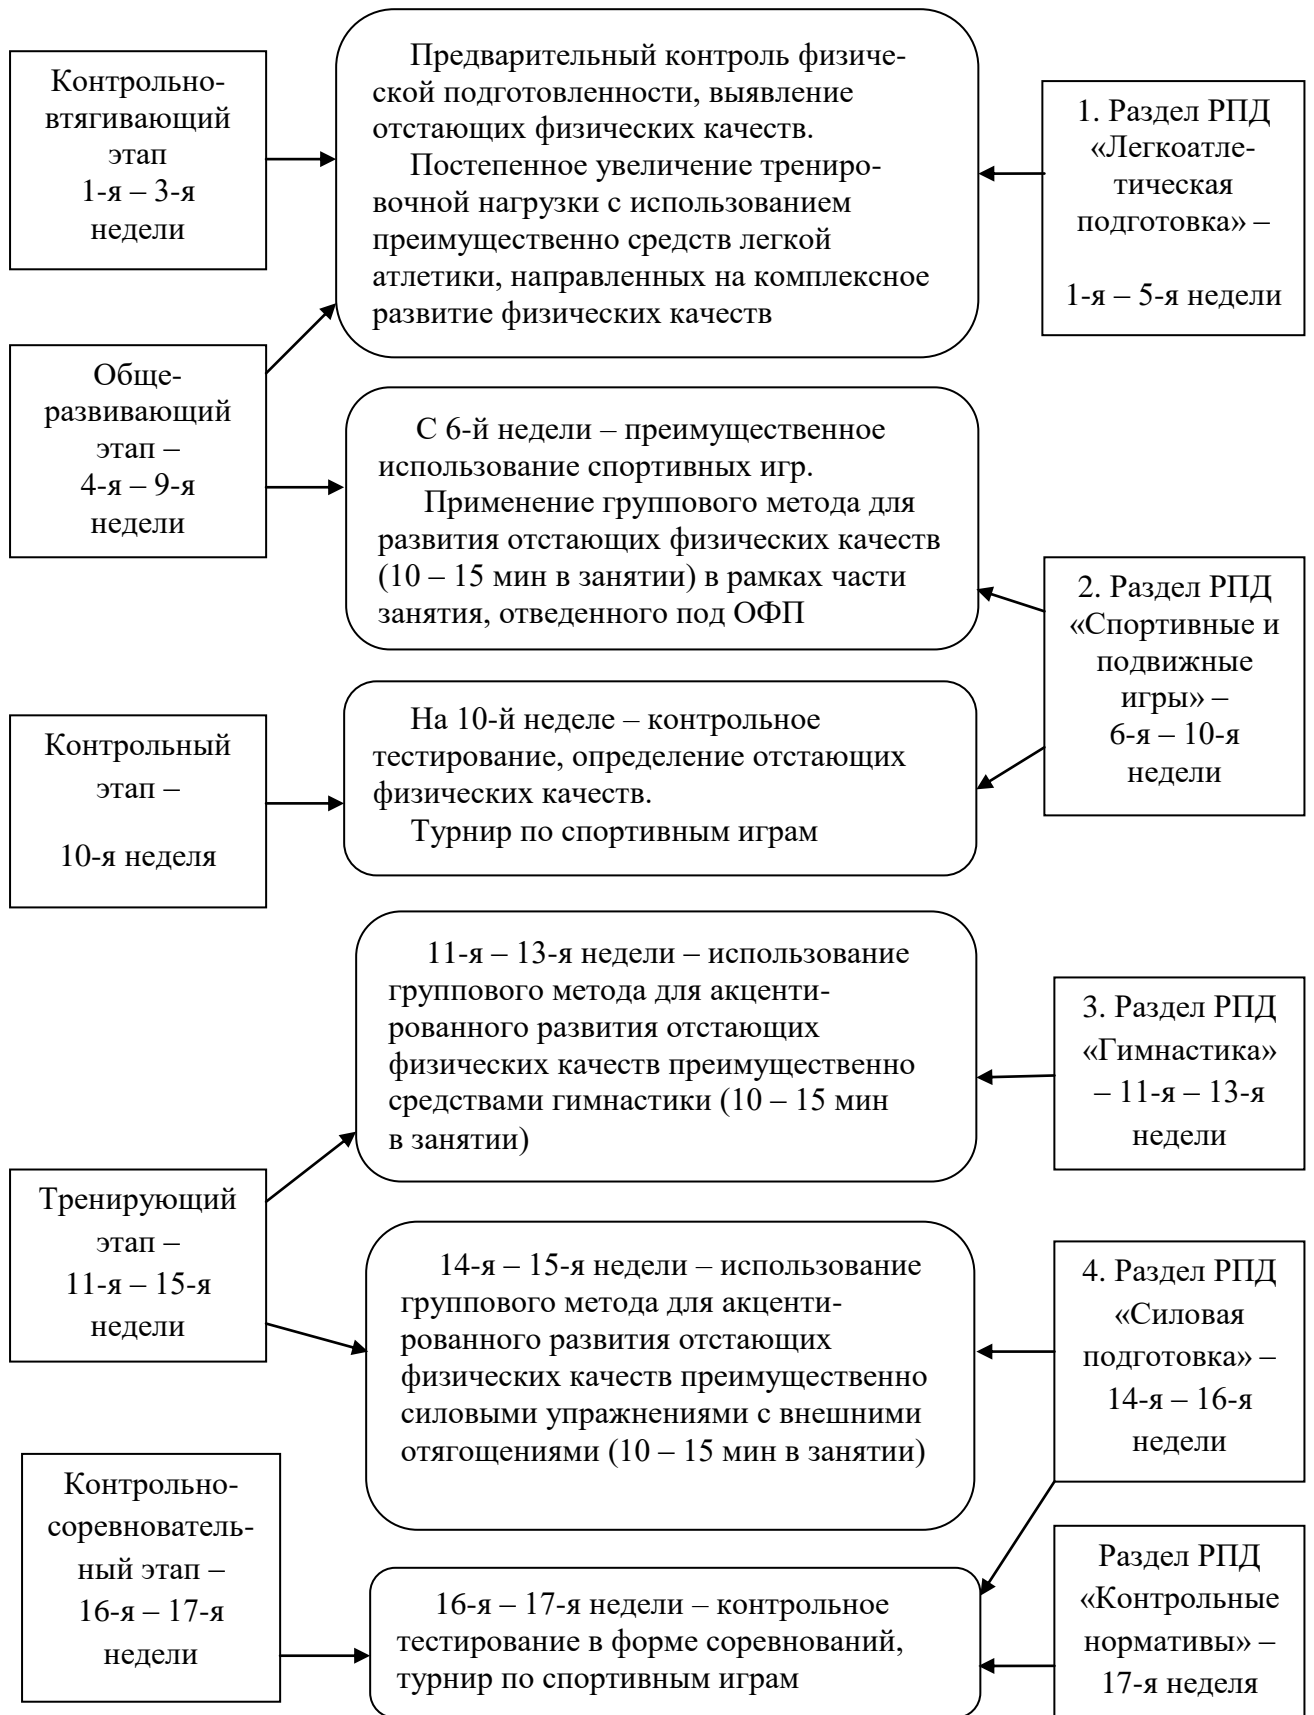 Контрольно-
втягивающий
этап
1-я – 3-я
недели
Предварительный контроль физиче-
ской подготовленности, выявление
отстающих физических качеств.
Постепенное увеличение трениро-
вочной нагрузки с использованием
преимущественно средств легкой
атлетики, направленных на комплексное
развитие физических качеств
1. Раздел РПД
«Легкоатле-
тическая
подготовка» –
1-я – 5-я недели
Обще-
развивающий
этап –
4-я – 9-я
недели
С 6-й недели – преимущественное
использование спортивных игр.
Применение группового метода для
развития отстающих физических качеств
(10 – 15 мин в занятии) в рамках части
занятия, отведенного под ОФП
2. Раздел РПД
«Спортивные и
подвижные
игры» –
6-я – 10-я
недели
Контрольный
этап –
10-я неделя
На 10-й неделе – контрольное
тестирование, определение отстающих
физических качеств.
Турнир по спортивным играм
11-я – 13-я недели – использование
группового метода для акценти-
рованного развития отстающих
физических качеств преимущественно
средствами гимнастики (10 – 15 мин
в занятии)
3. Раздел РПД
«Гимнастика»
– 11-я – 13-я
недели
Тренирующий
этап –
11-я – 15-я
недели
14-я – 15-я недели – использование
группового метода для акценти-
рованного развития отстающих
физических качеств преимущественно
силовыми упражнениями с внешними
отягощениями (10 – 15 мин в занятии)
4. Раздел РПД
«Силовая
подготовка» –
14-я – 16-я
недели
Контрольно-
соревнователь-
ный этап –
16-я – 17-я
недели
16-я – 17-я недели – контрольное
тестирование в форме соревнований,
турнир по спортивным играм
Раздел РПД
«Контрольные
нормативы» –
17-я неделя